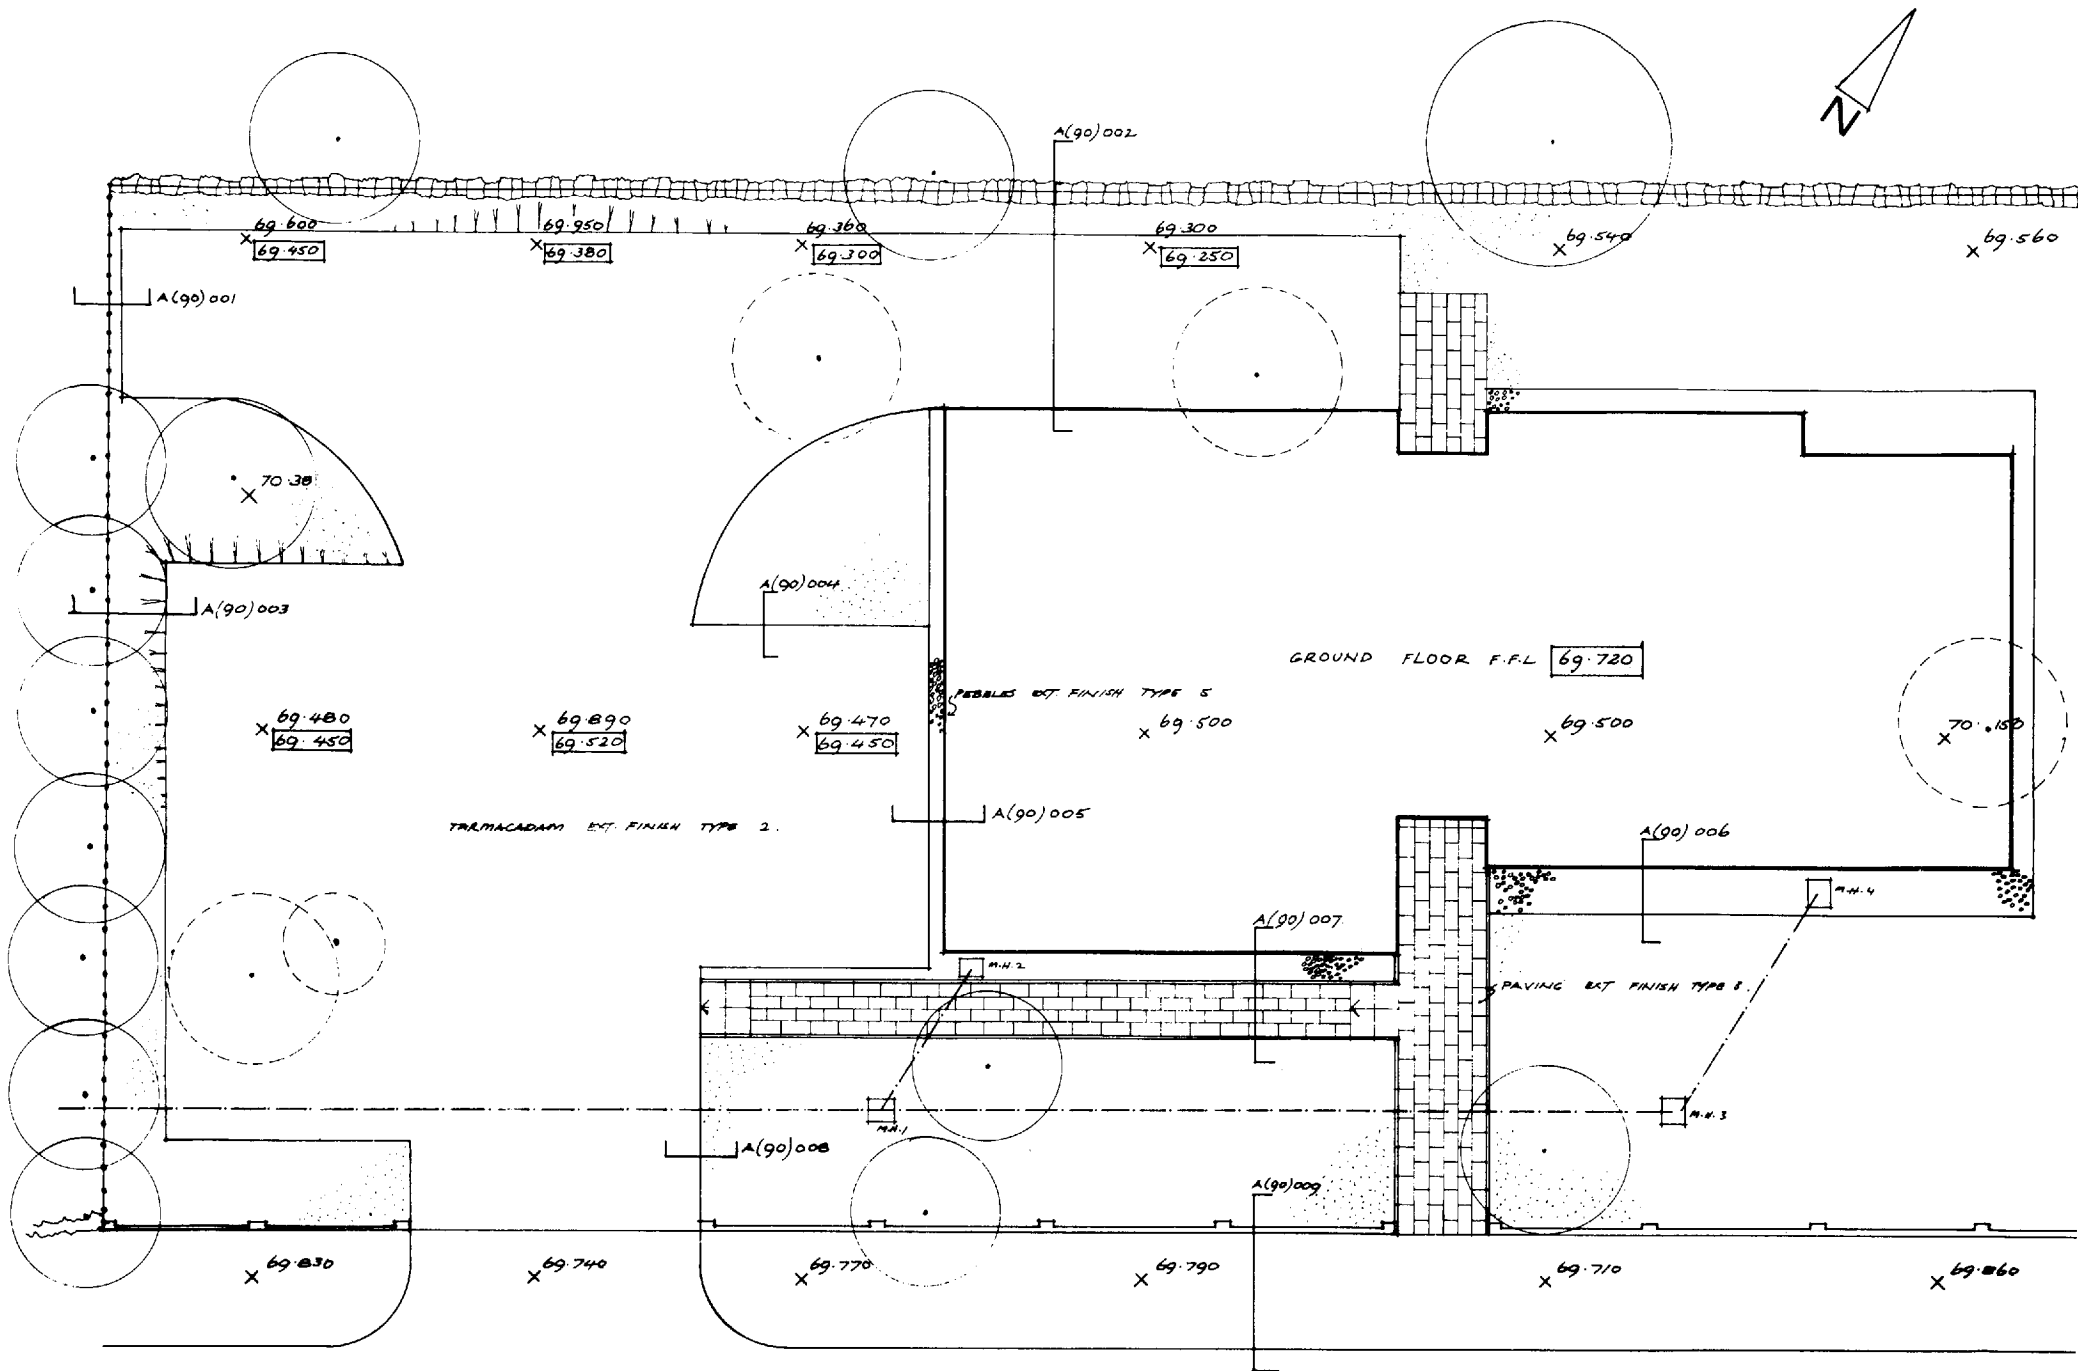 N
A(90)002
69.600
69.450
69.950
69.380
69.360
69.300
69.300
69.250
69.540
69.560
A(90)001
70.38
A(90)004
A(90)003
GROUND FLOOR F.F.L 69.720
PEBBLES EXT. FINISH TYPE 5
69.480
69.450
69.890
69.520
69.470
69.450
69.500
69.500
70.150
A(90)005
TARMACADAM EXT. FINISH TYPE 2.
A(90)006
M.H.4
A(90)007
M.H.2
PAVING EXT FINISH TYPE 8.
M.H.1
M.H.3
A(90)008
A(90)009
69.830
69.740
69.770
69.790
69.710